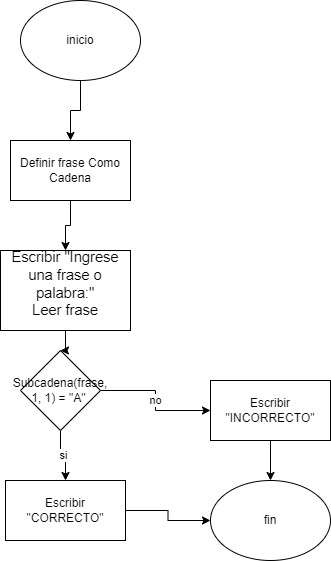 inicio
Definir frase Como
Cadena
Escribir "Ingrese
una frase o
palabra:"
Leer frase
Subcadena(frase,
1, 1) = "A"
no
si
Escribir
"INCORRECTO"
Escribir
"CORRECTO"
fin